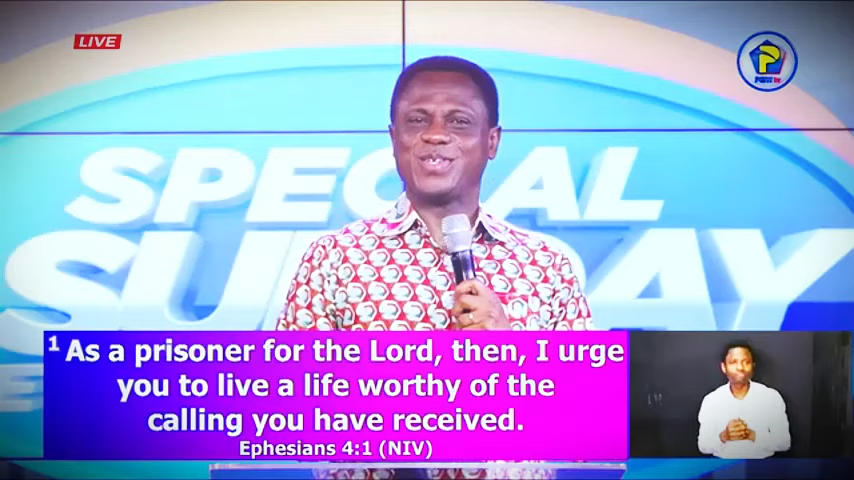 LIVE
P
SPECIAL
SUNDAY
1 As a prisoner for the Lord, then, I urge
you to live a life worthy of the
calling you have received.
Ephesians 4:1 (NIV)